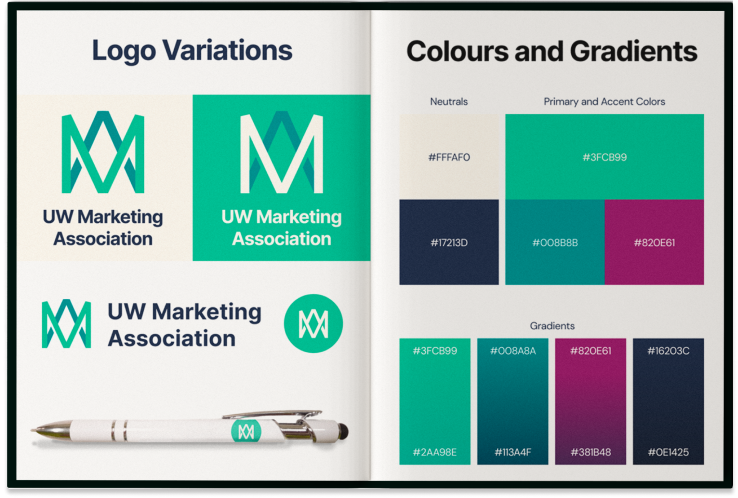 Logo Variations
UW Marketing
Association
UW Marketing
Association
UW Marketing
Association
Colours and Gradients
Neutrals
Primary and Accent Colors
#FFFAFO
#3FCB99
#17213D
#008B8B
#820E61
Gradients
#3FCB99
#008A8A
#820E61
#16203C
#2AA98E
#113A4F
#381B48
#0E1425